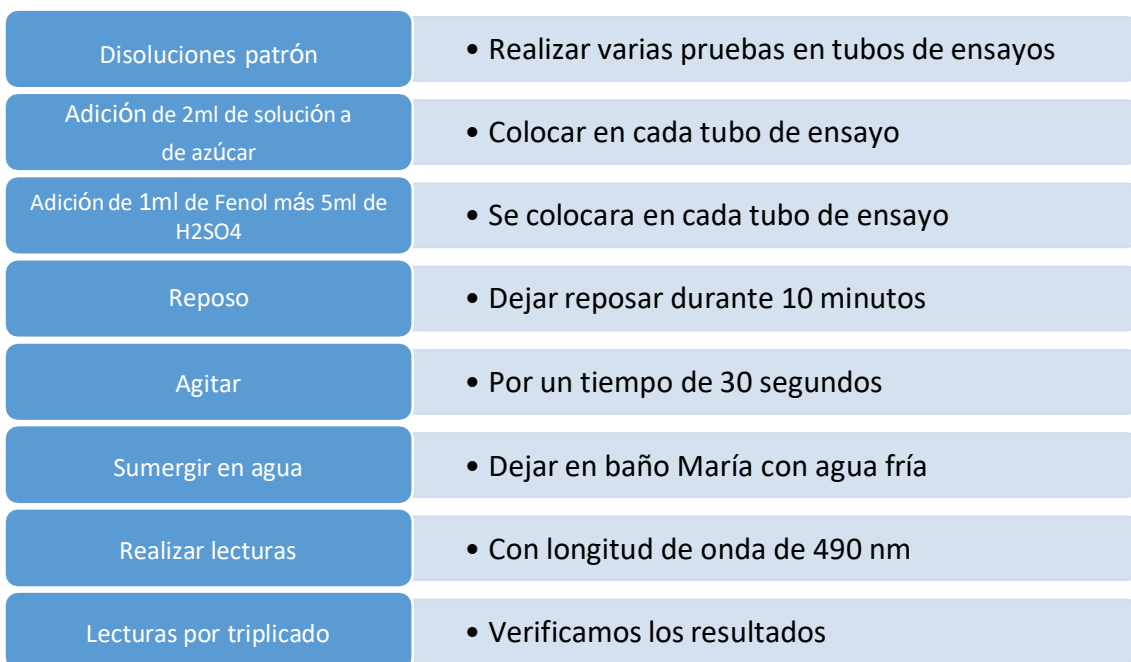 Disoluciones patrón
• Realizar varias pruebas en tubos de ensayos
Adición de 2ml de solución a
de azúcar
• Colocar en cada tubo de ensayo
Adición de 1ml de Fenol más 5ml de
H2SO4
• Se colocara en cada tubo de ensayo
Reposo
• Dejar reposar durante 10 minutos
Agitar
• Por un tiempo de 30 segundos
Sumergir en agua
• Dejar en baño María con agua fría
Realizar lecturas
• Con longitud de onda de 490 nm
Lecturas por triplicado
• Verificamos los resultados